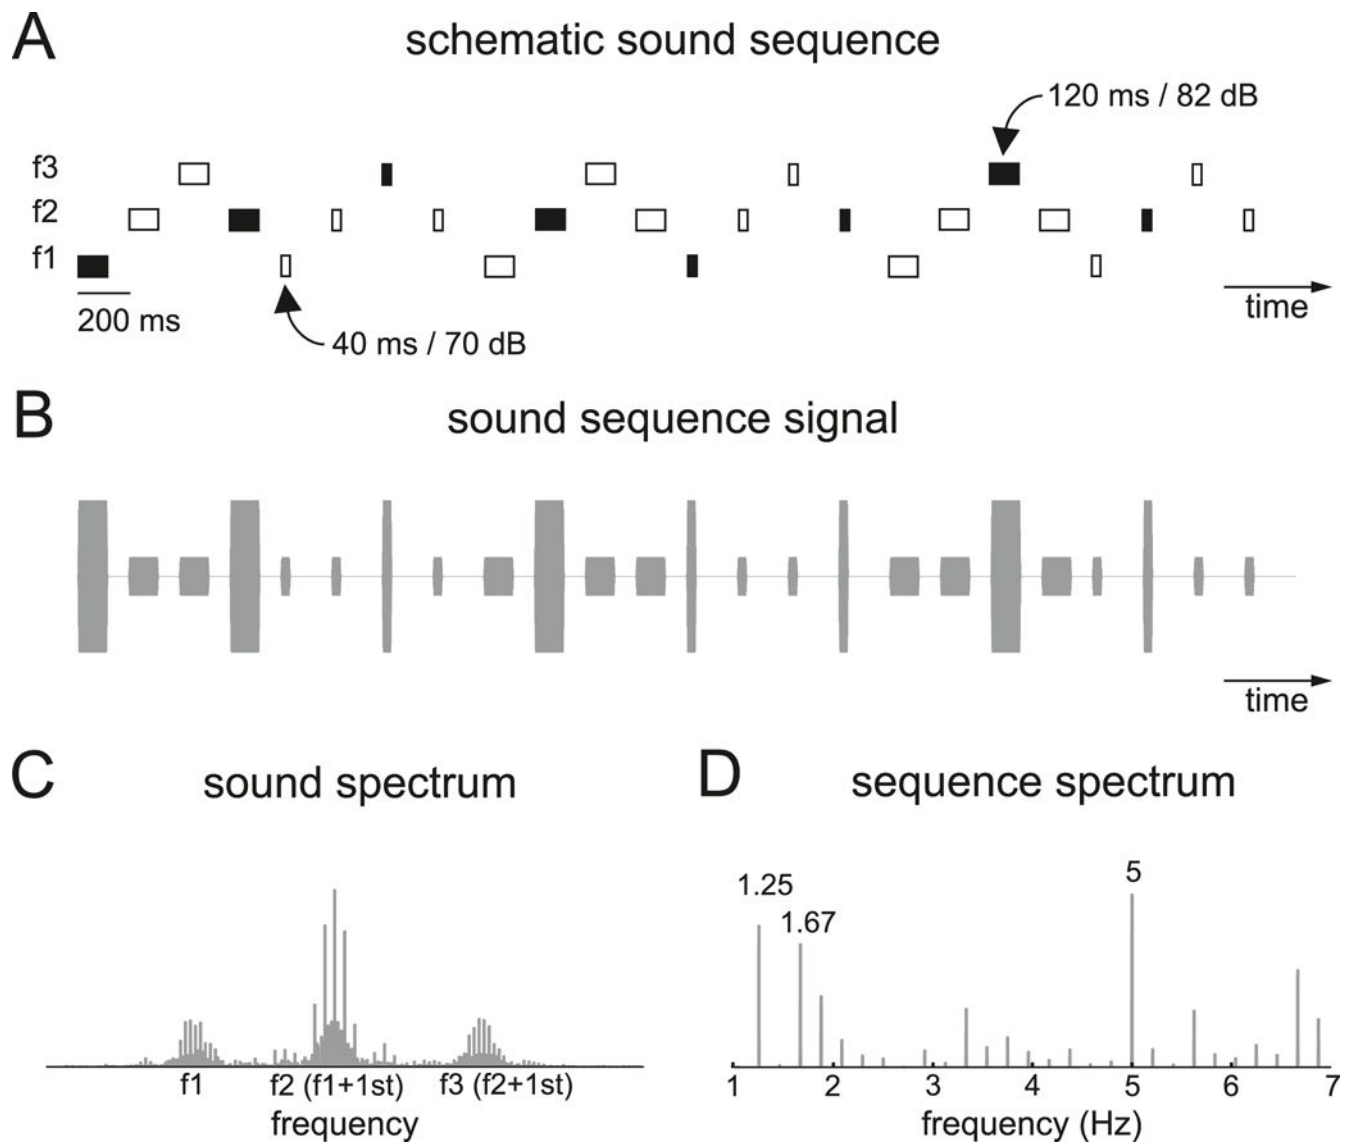 A
schematic sound sequence
120 ms / 82 dB
f3
f2
f1
200 ms
40 ms / 70 dB
time
B
sound sequence signal
time
C
sound spectrum
f1
f2 (f1+1st)
f3 (f2+1st)
frequency
D
sequence spectrum
1.25
1.67
5
1 2 3 4 5 6 7
frequency (Hz)